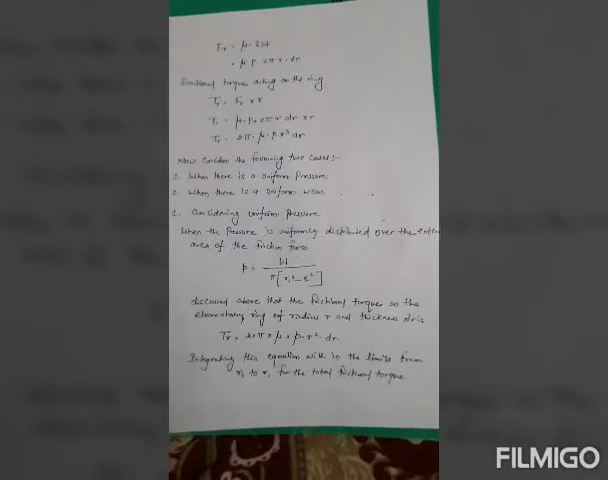 Fr = μ. δW
= μ. p. x π r. dr
Frictional torque acting on the ring
Tr = Fr x r
Tr = μ. p x 2π r dr x r
Tr = 2π. μ. p. r² dr
Now Consider the following two Cases:-
1. When there is a uniform Pressure
2 When there is a uniform wear
1. Considering uniform Pressure
When the Pressure is uniformly distributed over the entire
area of the friction force
p = W
π[r₁² - r₂²]
discussed above that the frictional torque on the
elementary ring of radius r and thickness dr is
Tr = 2 x π x μ x p. r². dr
Integrating this equation with in the limits from
r₂ to r₁ for the total frictional torque
FILMIGO